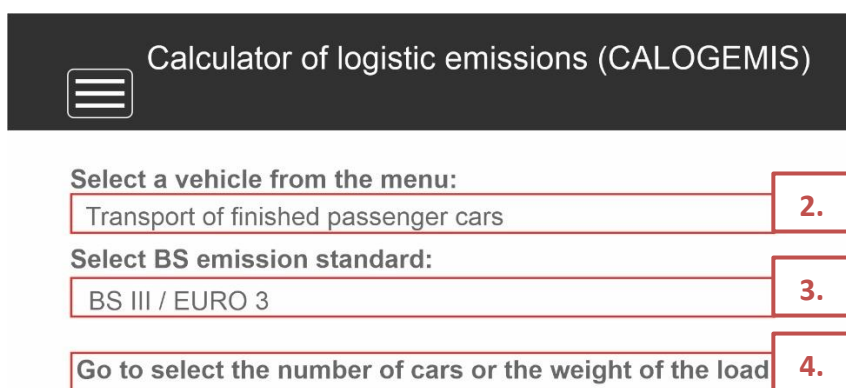 Calculator of logistic emissions (CALOGEMIS)
Select a vehicle from the menu:
Transport of finished passenger cars
2.
Select BS emission standard:
BS III / EURO 3
3.
Go to select the number of cars or the weight of the load
4.